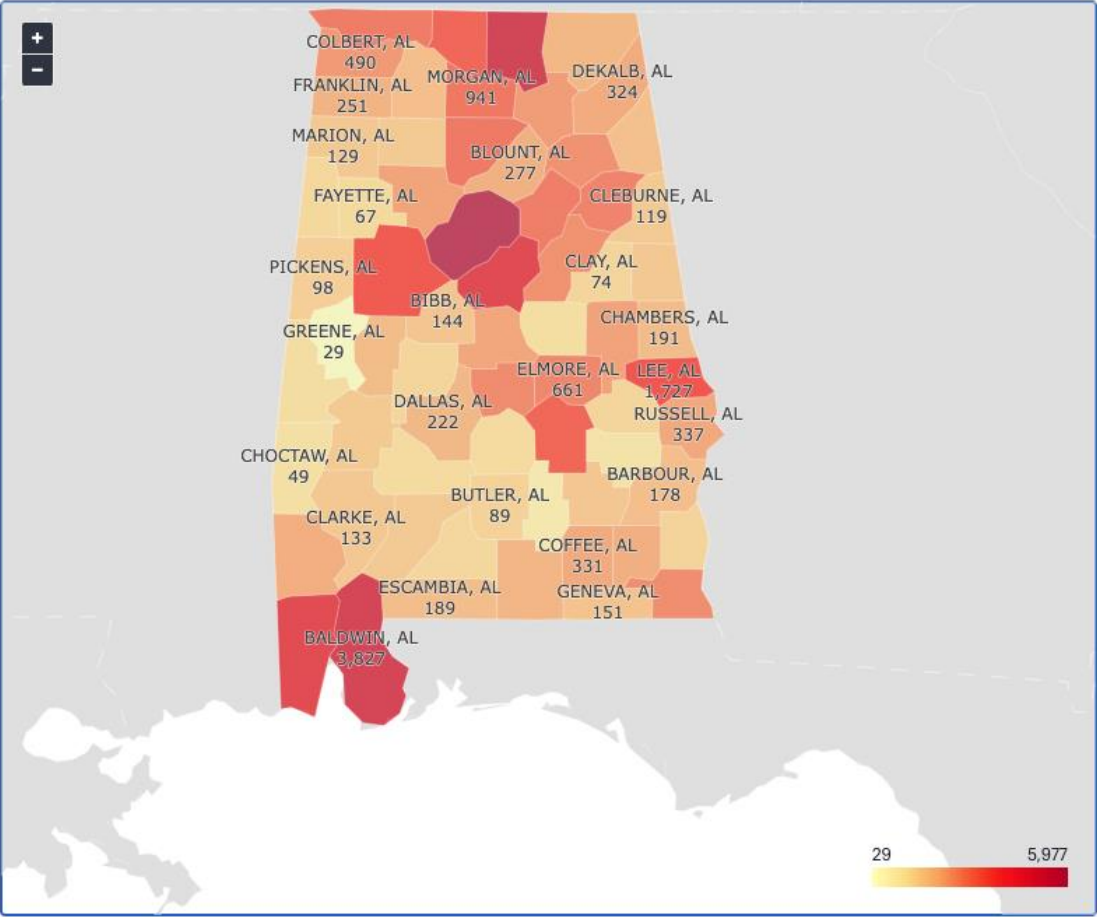 +
−
COLBERT, AL
490
FRANKLIN, AL
251
MORGAN, AL
941
DEKALB, AL
324
MARION, AL
129
BLOUNT, AL
277
FAYETTE, AL
67
CLEBURNE, AL
119
PICKENS, AL
98
CLAY, AL
74
BIBB, AL
144
GREENE, AL
29
CHAMBERS, AL
191
ELMORE, AL
661
LEE, AL
1,727
DALLAS, AL
222
RUSSELL, AL
337
CHOCTAW, AL
49
BARBOUR, AL
178
BUTLER, AL
89
CLARKE, AL
133
COFFEE, AL
331
ESCAMBIA, AL
189
GENEVA, AL
151
BALDWIN, AL
3,827
29 5,977